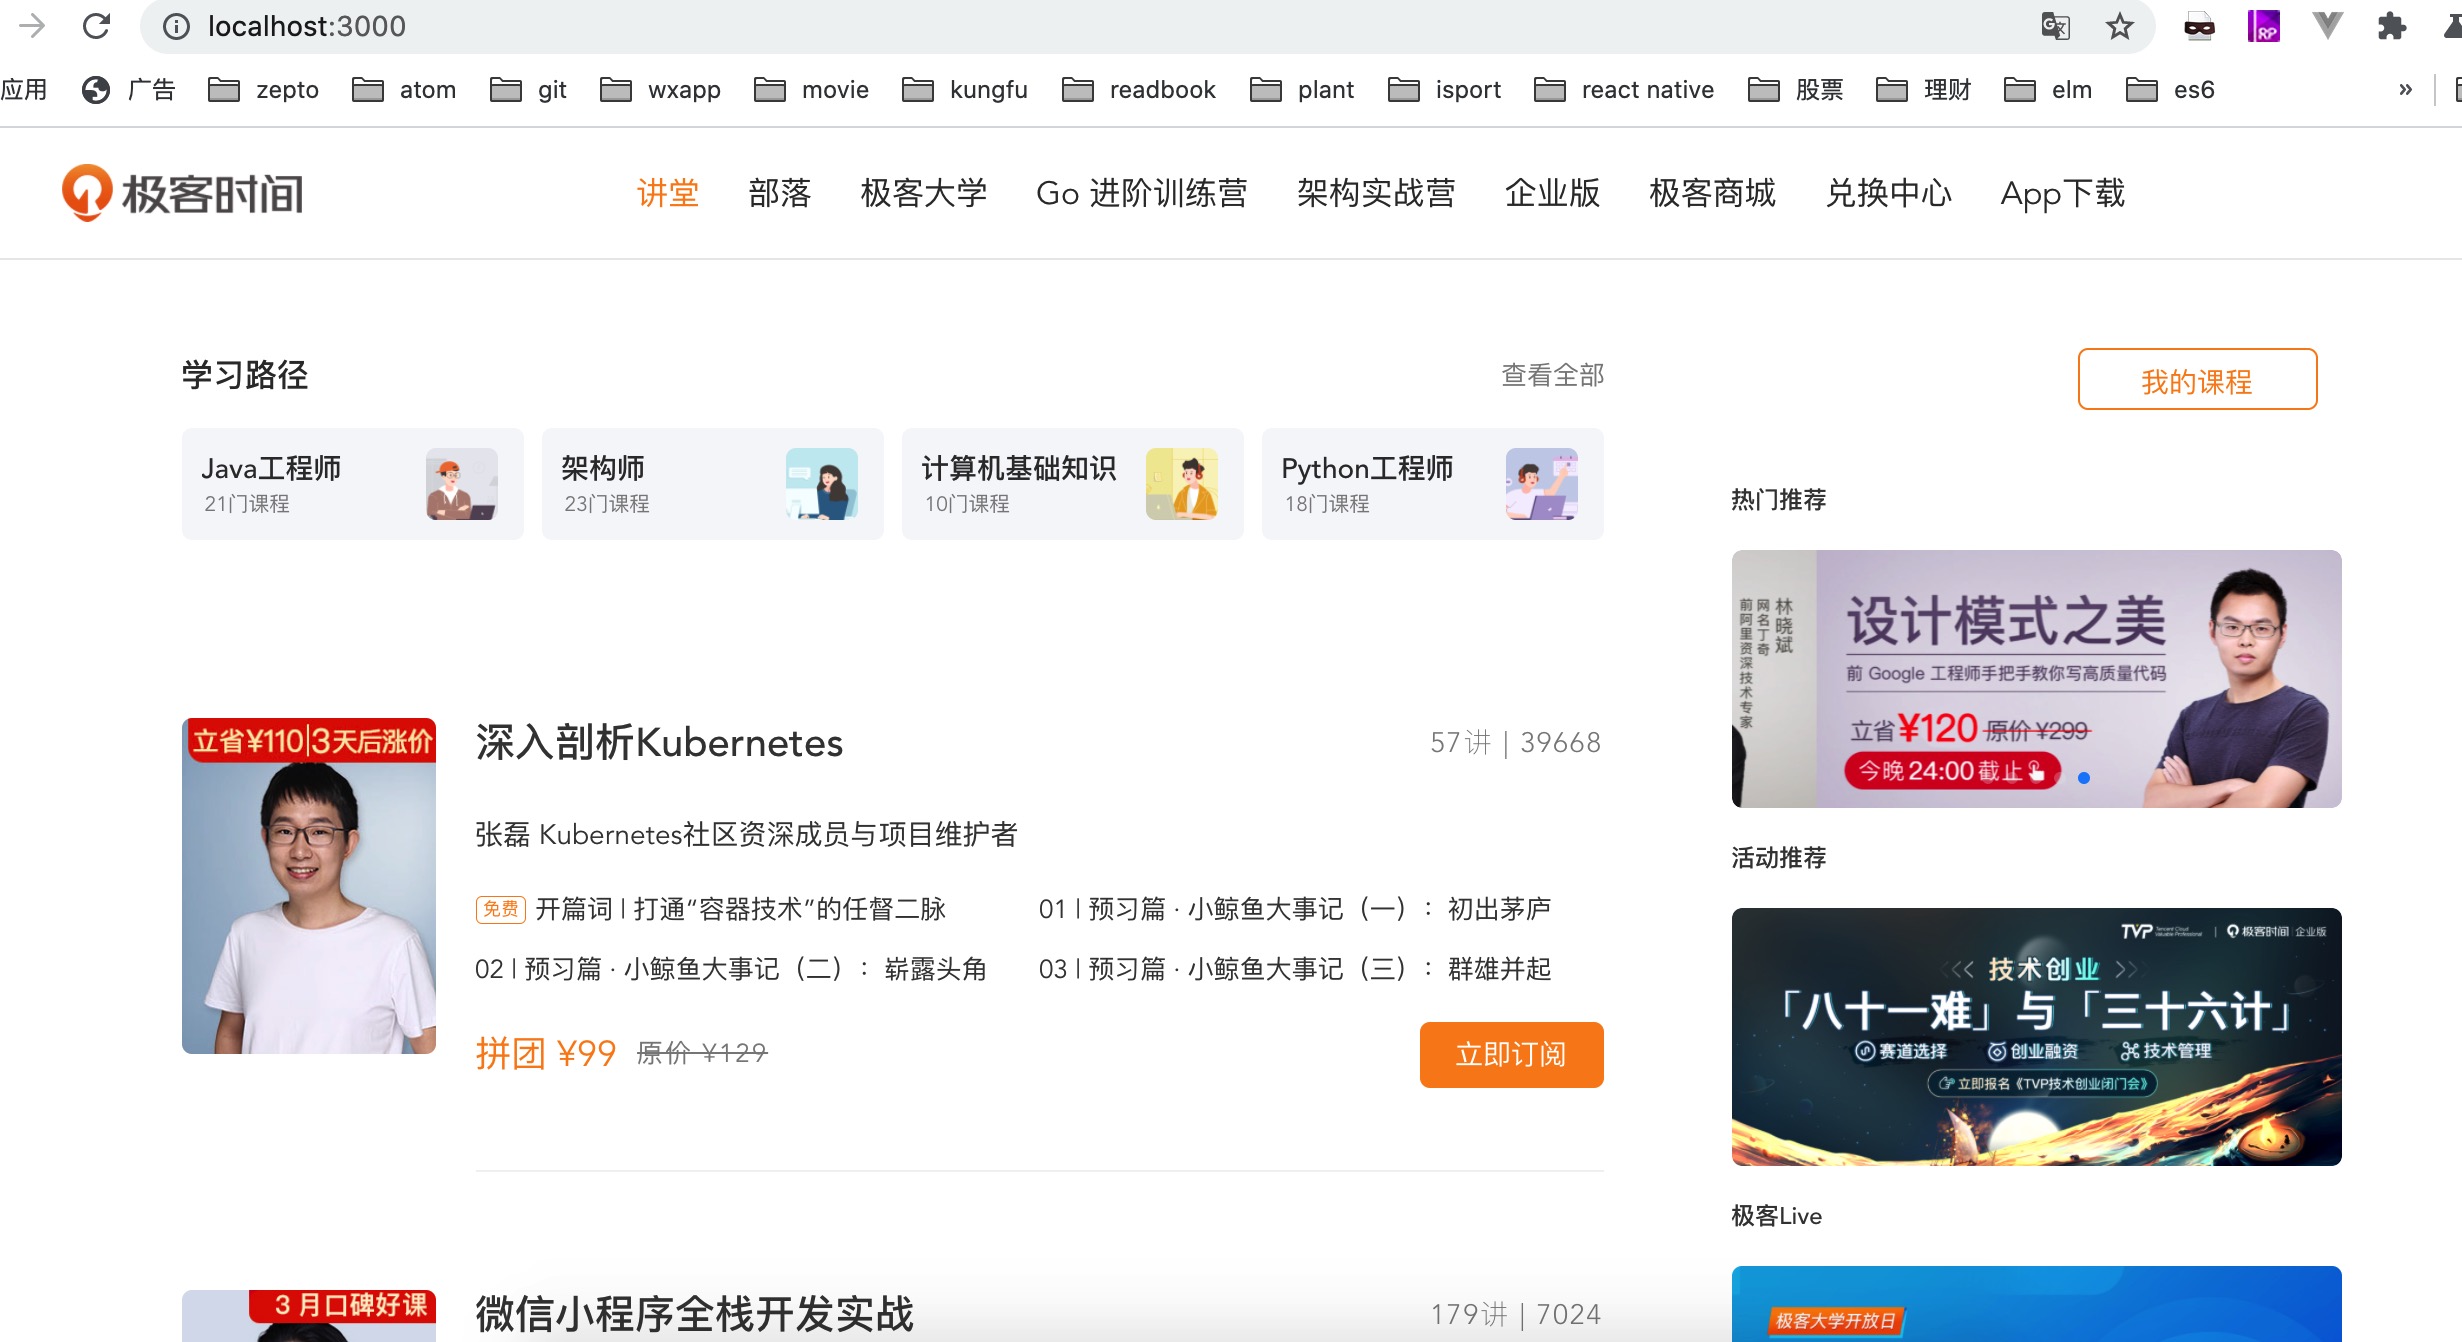 localhost:3000
应用 广告 zepto atom git wxapp movie kungfu readbook plant isport react native 股票 理财 elm es6 »
极客时间
讲堂 部落 极客大学 Go 进阶训练营 架构实战营 企业版 极客商城 兑换中心 App下载
学习路径 查看全部
我的课程
Java工程师
21门课程
架构师
23门课程
计算机基础知识
10门课程
Python工程师
18门课程
立省¥110|3天后涨价
深入剖析Kubernetes 57讲 | 39668
张磊 Kubernetes社区资深成员与项目维护者
免费 开篇词 | 打通“容器技术”的任督二脉
01 | 预习篇 · 小鲸鱼大事记（一）：初出茅庐
02 | 预习篇 · 小鲸鱼大事记（二）：崭露头角
03 | 预习篇 · 小鲸鱼大事记（三）：群雄并起
拼团 ¥99 原价 ¥129
立即订阅
3 月口碑好课
微信小程序全栈开发实战 179讲 | 7024
热门推荐
林晓斌
网名丁奇
前阿里资深技术专家
设计模式之美
前 Google 工程师手把手教你写高质量代码
立省¥120 原价 ¥299
今晚24:00截止
活动推荐
TVP | 极客时间 | 企业版
技术创业
「八十一难」与「三十六计」
赛道选择 创业融资 技术管理
立即报名《TVP技术创业闭门会》
极客Live
极客大学开放日